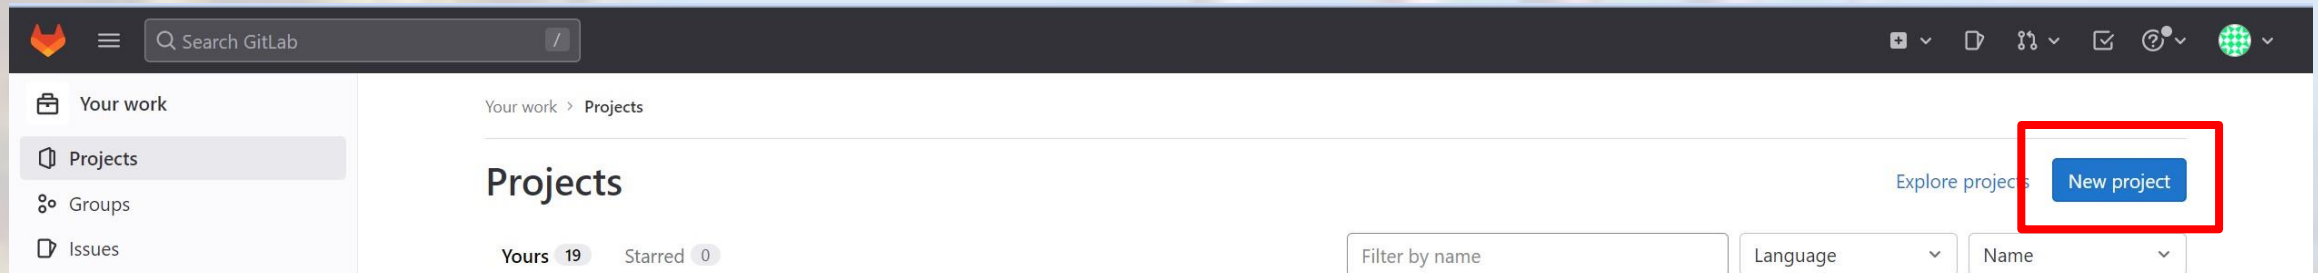 Search GitLab /
Your work
Projects
Groups
Issues
Your work > Projects
Projects
Explore projects
New project
Yours 19 Starred 0
Filter by name
Language
Name